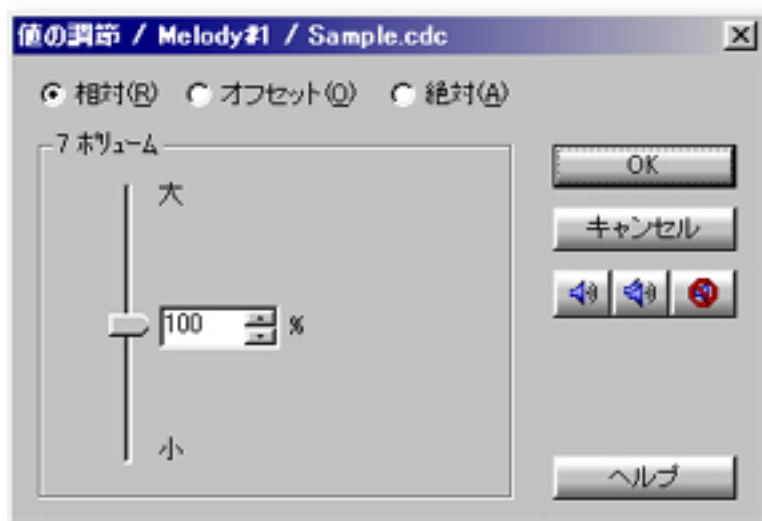 値の調節 / Melody#1 / Sample.cdc
相対(R) オフセット(O) 絶対(A)
7 ボリューム
大
100 %
小
OK
キャンセル
ヘルプ